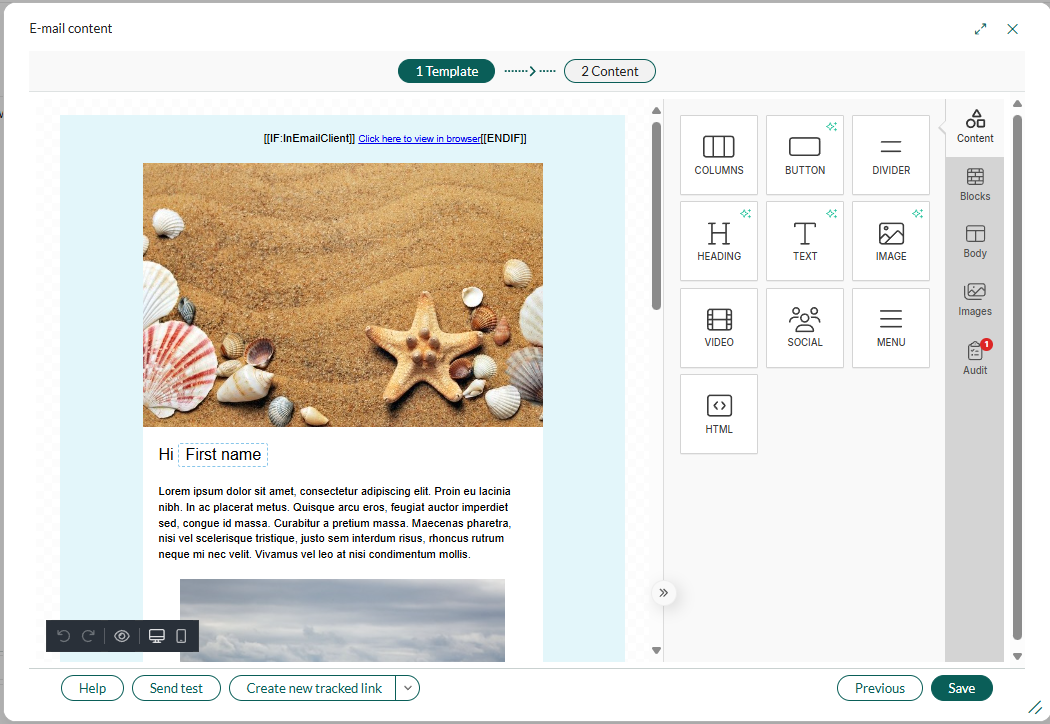 E-mail content
1 Template
2 Content
[[IF:InEmailClient]] Click here to view in browser[[ENDIF]]
Hi First name
Lorem ipsum dolor sit amet, consectetur adipiscing elit. Proin eu lacinia
nibh. In ac placerat metus. Quisque arcu eros, feugiat auctor imperdiet
sed, congue id massa. Curabitur a pretium massa. Maecenas pharetra,
nisi vel scelerisque tristique, justo sem interdum risus, rhoncus rutrum
neque mi nec velit. Vivamus vel leo at nisi condimentum mollis.
COLUMNS
BUTTON
DIVIDER
HEADING
TEXT
IMAGE
VIDEO
SOCIAL
MENU
HTML
Content
Blocks
Body
Images
1
Audit
Help
Send test
Create new tracked link
Previous
Save